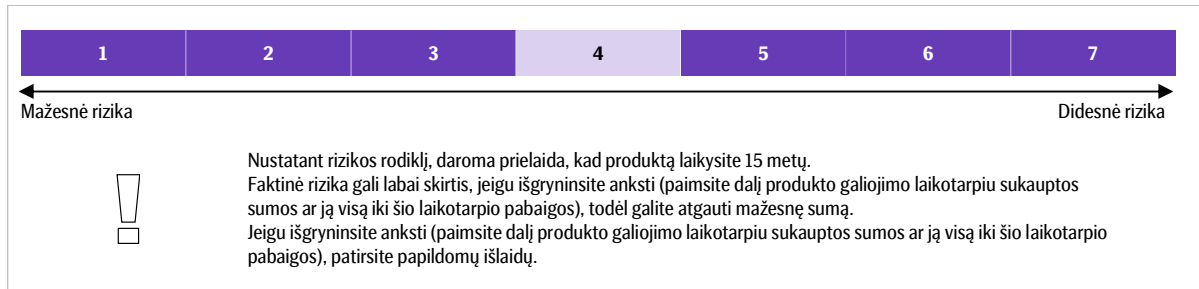 1 2 3 4 5 6 7
Mažesnė rizika Didesnė rizika
Nustatant rizikos rodiklį, daroma prielaida, kad produktą laikysite 15 metų.
Faktinė rizika gali labai skirtis, jeigu išgryninsite anksti (paimsite dalį produkto galiojimo laikotarpiu sukauptos
sumos ar ją visą iki šio laikotarpio pabaigos), todėl galite atgauti mažesnę sumą.
Jeigu išgryninsite anksti (paimsite dalį produkto galiojimo laikotarpiu sukauptos sumos ar ją visą iki šio laikotarpio
pabaigos), patirsite papildomų išlaidų.